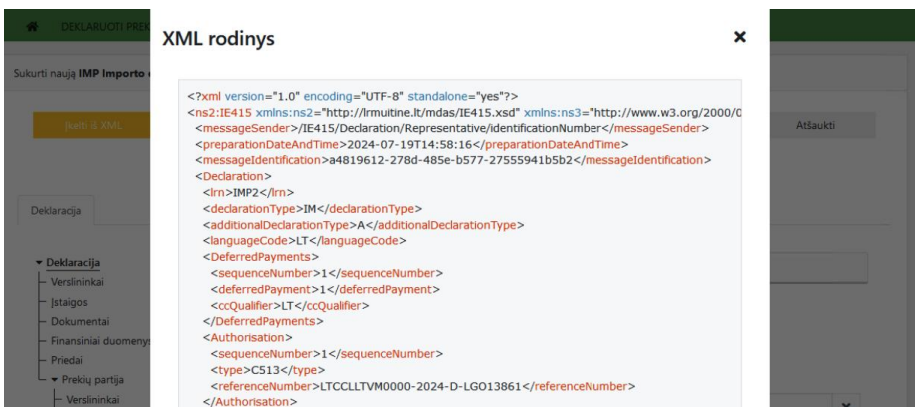 DEKLARUOTI PREK
XML rodinys
Sukurti naują IMP Importo
Įkelti iš XML
Atšaukti
Deklaracija
Deklaracija
Verslininkai
Įstaigos
Dokumentai
Finansiniai duomenys
Priedai
Prekių partija
Verslininkai
<?xml version="1.0" encoding="UTF-8" standalone="yes"?>
<ns2:IE415 xmlns:ns2="http://lrmuitine.lt/mdas/IE415.xsd" xmlns:ns3="http://www.w3.org/2000/0
<messageSender>/IE415/Declaration/Representative/identificationNumber</messageSender>
<preparationDateAndTime>2024-07-19T14:58:16</preparationDateAndTime>
<messageIdentification>a4819612-278d-485e-b577-27555941b5b2</messageIdentification>
<Declaration>
<lrn>IMP2</lrn>
<declarationType>IM</declarationType>
<additionalDeclarationType>A</additionalDeclarationType>
<languageCode>LT</languageCode>
<DeferredPayments>
<sequenceNumber>1</sequenceNumber>
<deferredPayment>1</deferredPayment>
<ccQualifier>LT</ccQualifier>
</DeferredPayments>
<Authorisation>
<sequenceNumber>1</sequenceNumber>
<type>C513</type>
<referenceNumber>LTCCLLTVM0000-2024-D-LGO13861</referenceNumber>
</Authorisation>